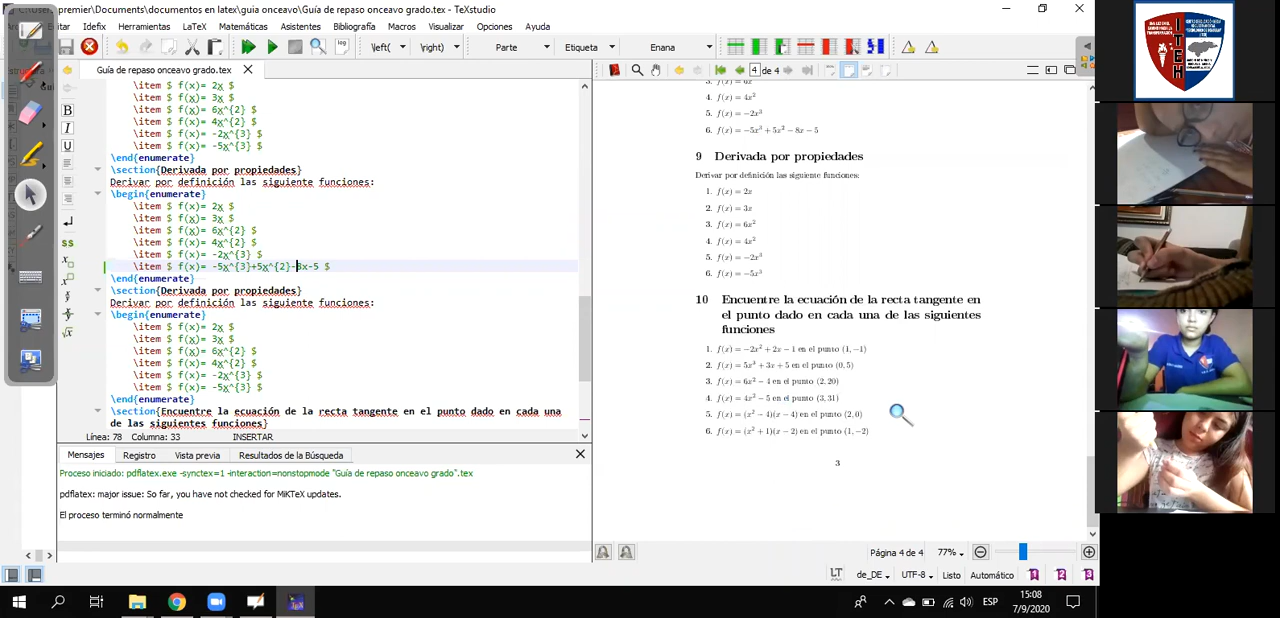 C:\Users\premier\Documents\documentos en latex\guia onceavo\Guía de repaso onceavo grado.tex - TeXstudio
Editar Idefix Herramientas LaTeX Matemáticas Asistentes Bibliografía Macros Visualizar Opciones Ayuda
log \left( \right) Parte Etiqueta Enana
Guía de repaso onceavo grado.tex
4 de 4
\item $ f(x)= 2x $
\item $ f(x)= 3x $
\item $ f(x)= 6x^{2} $
\item $ f(x)= 4x^{2} $
\item $ f(x)= -2x^{3} $
\item $ f(x)= -5x^{3} $
\end{enumerate}
\section{Derivada por propiedades}
Derivar por definición las siguiente funciones:
\begin{enumerate}
\item $ f(x)= 2x $
\item $ f(x)= 3x $
\item $ f(x)= 6x^{2} $
\item $ f(x)= 4x^{2} $
\item $ f(x)= -2x^{3} $
\item $ f(x)= -5x^{3}+5x^{2}-8x-5 $
\end{enumerate}
\section{Derivada por propiedades}
Derivar por definición las siguiente funciones:
\begin{enumerate}
\item $ f(x)= 2x $
\item $ f(x)= 3x $
\item $ f(x)= 6x^{2} $
\item $ f(x)= 4x^{2} $
\item $ f(x)= -2x^{3} $
\item $ f(x)= -5x^{3} $
\end{enumerate}
\section{Encuentre la ecuación de la recta tangente en el punto dado en cada una
de las siguientes funciones}
Línea: 78 Columna: 33 INSERTAR
Mensajes Registro Vista previa Resultados de la Búsqueda
Proceso iniciado: pdflatex.exe -synctex=1 -interaction=nonstopmode "Guía de repaso onceavo grado".tex
pdflatex: major issue: So far, you have not checked for MiKTeX updates.
El proceso terminó normalmente
3. f(x) = 6x²
4. f(x) = 4x²
5. f(x) = −2x³
6. f(x) = −5x³ + 5x² − 8x − 5
9 Derivada por propiedades
Derivar por definición las siguiente funciones:
1. f(x) = 2x
2. f(x) = 3x
3. f(x) = 6x²
4. f(x) = 4x²
5. f(x) = −2x³
6. f(x) = −5x³
10 Encuentre la ecuación de la recta tangente en
el punto dado en cada una de las siguientes
funciones
1. f(x) = −2x² + 2x − 1 en el punto (1, −1)
2. f(x) = 5x³ + 3x + 5 en el punto (0, 5)
3. f(x) = 6x² − 4 en el punto (2, 20)
4. f(x) = 4x² − 5 en el punto (3, 31)
5. f(x) = (x² − 4)(x − 4) en el punto (2, 0)
6. f(x) = (x² + 1)(x − 2) en el punto (1, −2)
3
Página 4 de 4 77%
LT de_DE UTF-8 Listo Automático 1 2 3
ESP
15:08
7/9/2020
ITEH